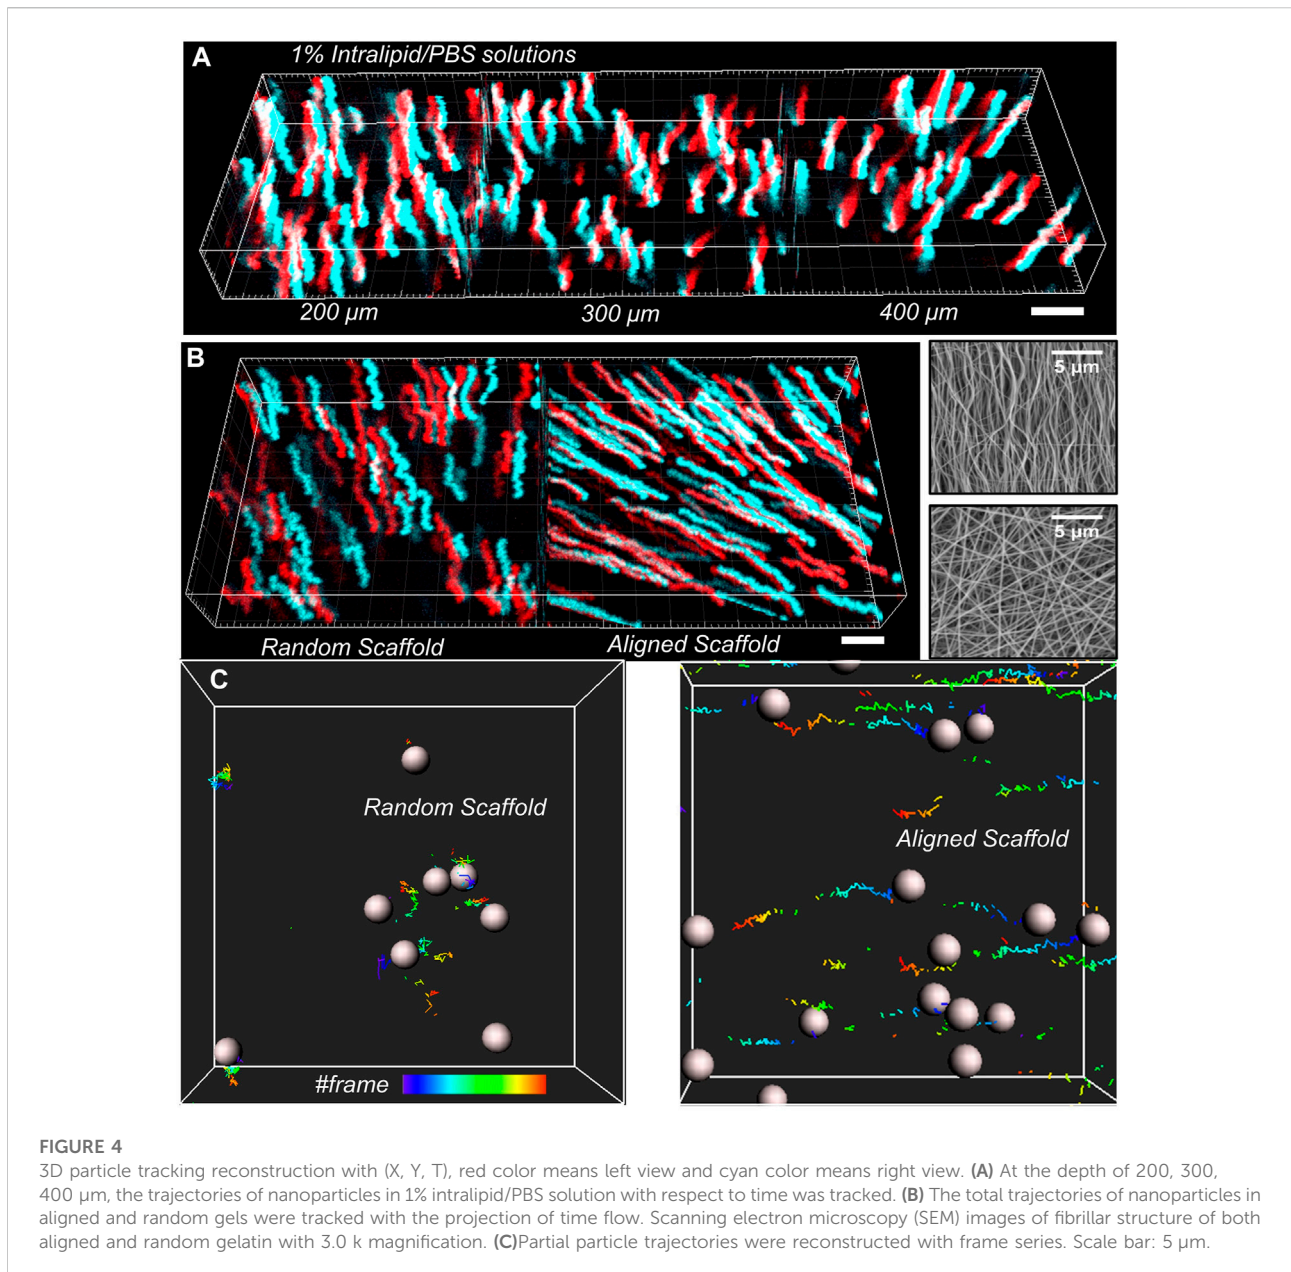 A
1% Intralipid/PBS solutions
200 µm
300 µm
400 µm
B
5 µm
5 µm
Random Scaffold
Aligned Scaffold
C
Random Scaffold
Aligned Scaffold
#frame
FIGURE 4
3D particle tracking reconstruction with (X, Y, T), red color means left view and cyan color means right view. (A) At the depth of 200, 300,
400 µm, the trajectories of nanoparticles in 1% intralipid/PBS solution with respect to time was tracked. (B) The total trajectories of nanoparticles in
aligned and random gels were tracked with the projection of time flow. Scanning electron microscopy (SEM) images of fibrillar structure of both
aligned and random gelatin with 3.0 k magnification. (C)Partial particle trajectories were reconstructed with frame series. Scale bar: 5 µm.